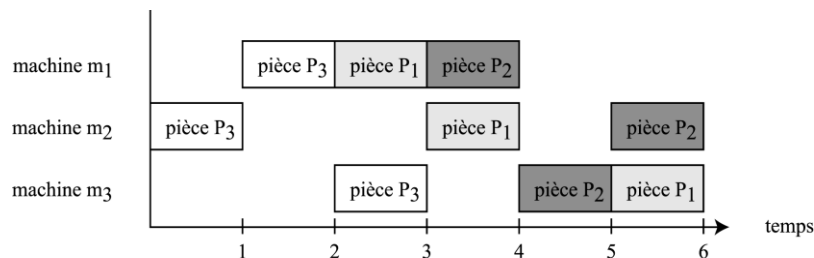 machine m1 pièce P3 pièce P1 pièce P2
machine m2 pièce P3 pièce P1 pièce P2
machine m3 pièce P3 pièce P2 pièce P1
temps
1 2 3 4 5 6